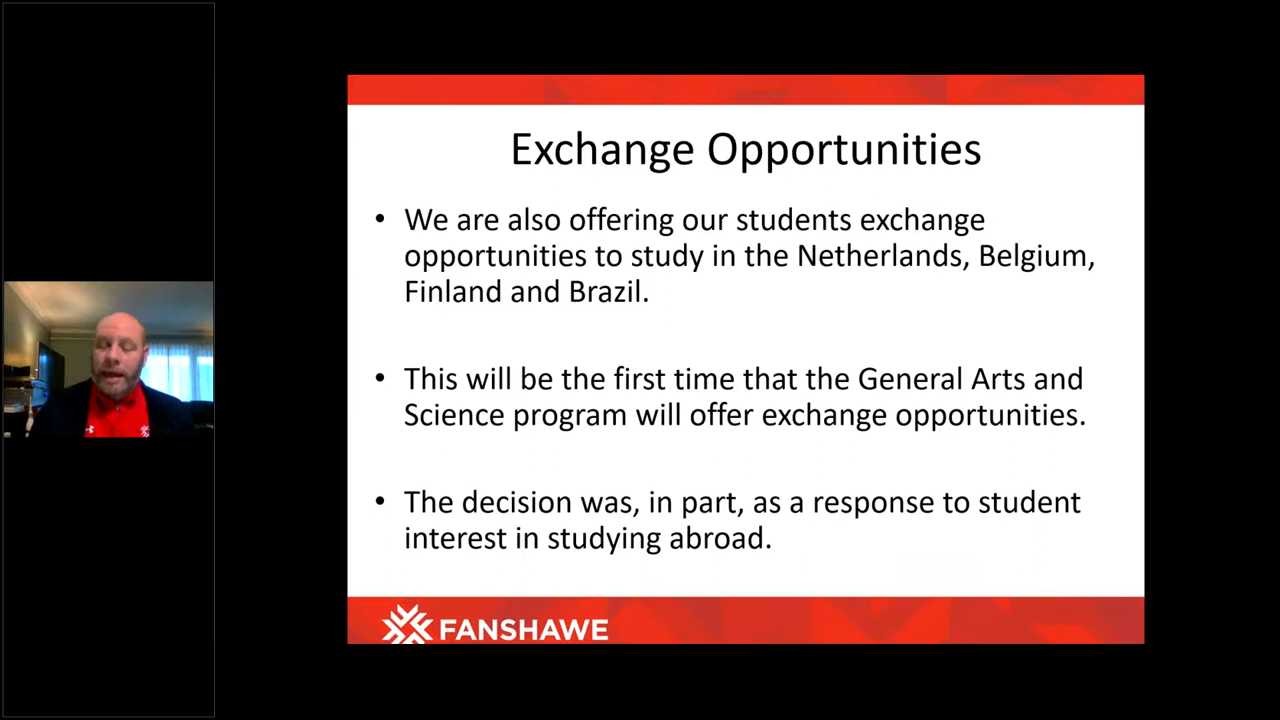 Exchange Opportunities
• We are also offering our students exchange
opportunities to study in the Netherlands, Belgium,
Finland and Brazil.
• This will be the first time that the General Arts and
Science program will offer exchange opportunities.
• The decision was, in part, as a response to student
interest in studying abroad.
FANSHAWE